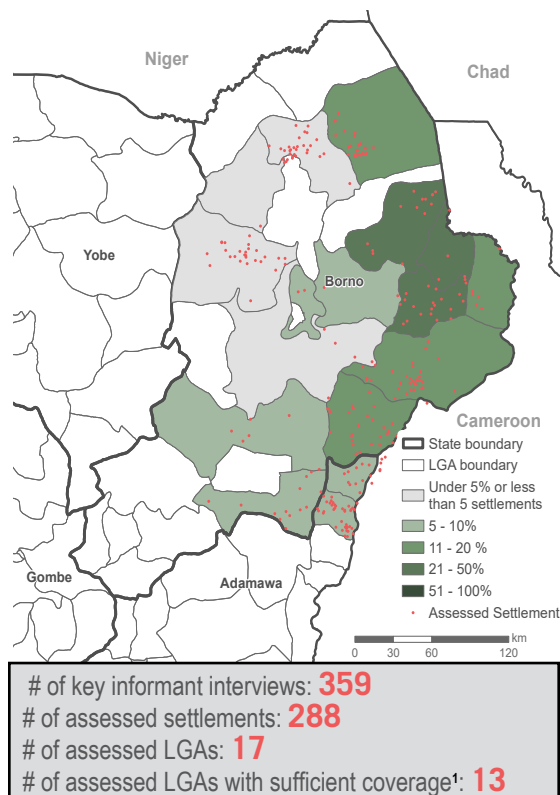 Niger
Chad
Yobe
Borno
Cameroon
State boundary
LGA boundary
Under 5% or less
than 5 settlements
5 - 10%
11 - 20 %
21 - 50%
51 - 100%
Assessed Settlement
Gombe
Adamawa
km
0 30 60 120
# of key informant interviews: 359
# of assessed settlements: 288
# of assessed LGAs: 17
# of assessed LGAs with sufficient coverage¹: 13